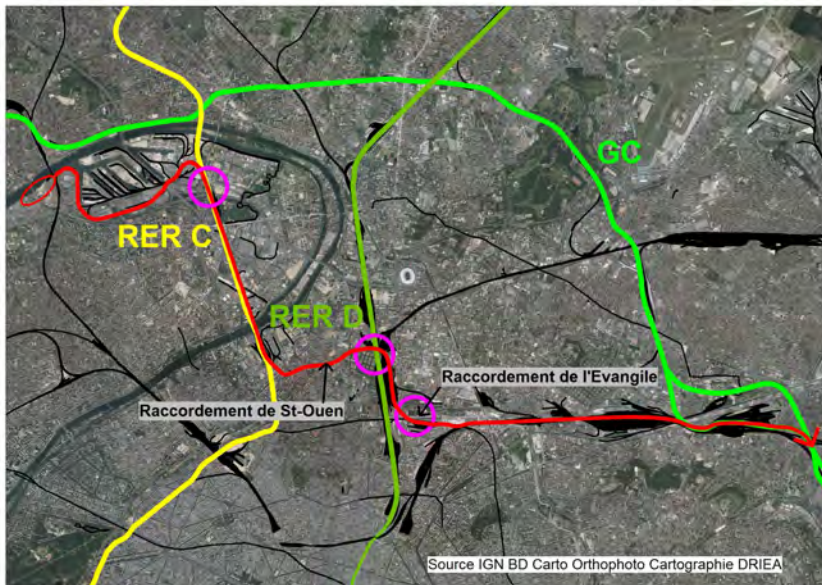 GC
RER C
RER D
Raccordement de l'Evangile
Raccordement de St-Ouen
Source IGN BD Carto Orthophoto Cartographie DRIEA